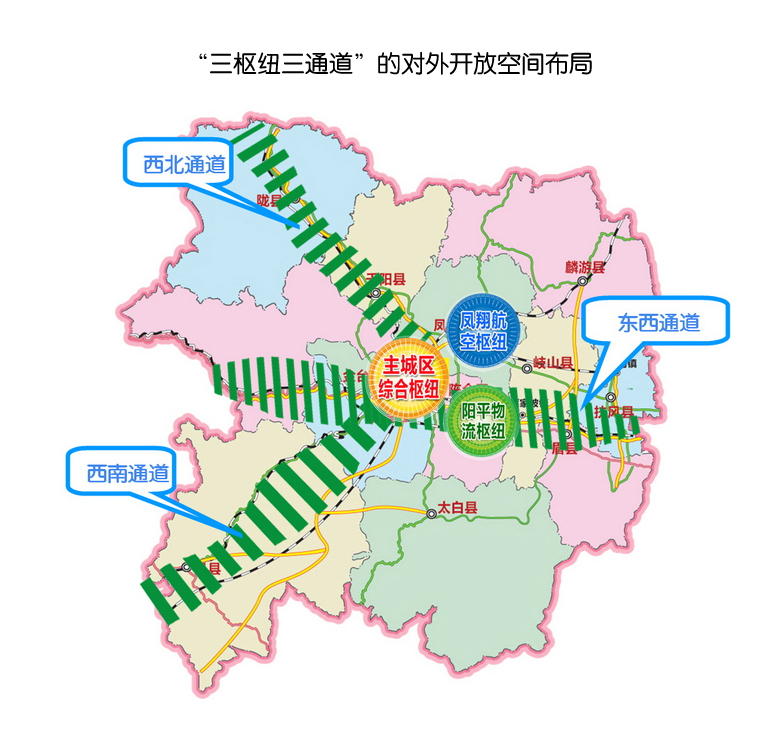 “三枢纽三通道”的对外开放空间布局
西北通道
陇县
阳县
麟游县
东西通道
凤翔航
空枢纽
凤
岐山县
镇
主城区
综合枢纽
阳平物
流枢纽
扶风县
眉县
西南通道
太白县
县